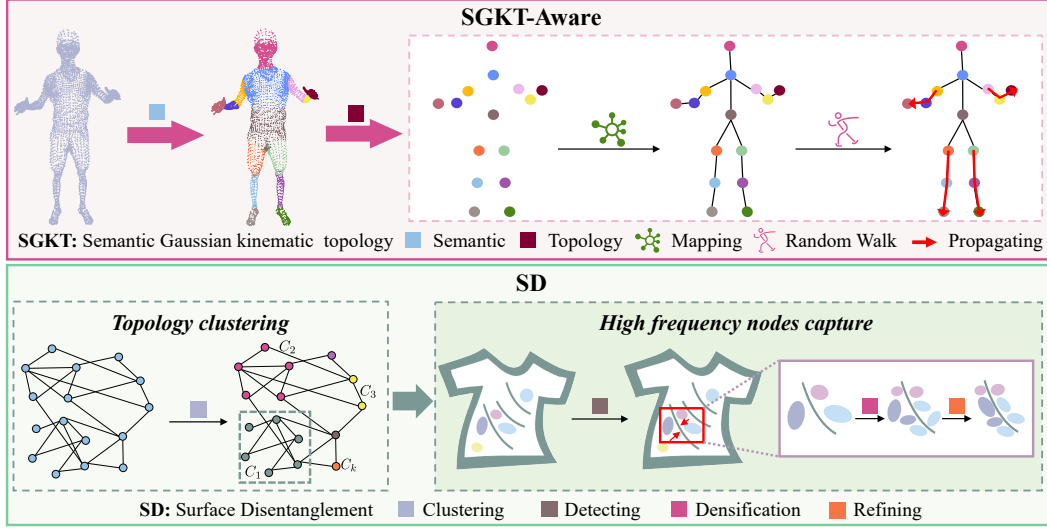 SGKT-Aware
SGKT: Semantic Gaussian kinematic topology Semantic Topology Mapping Random Walk Propagating
SD
Topology clustering
High frequency nodes capture
C2
C3
C1
Ck
SD: Surface Disentanglement Clustering Detecting Densification Refining